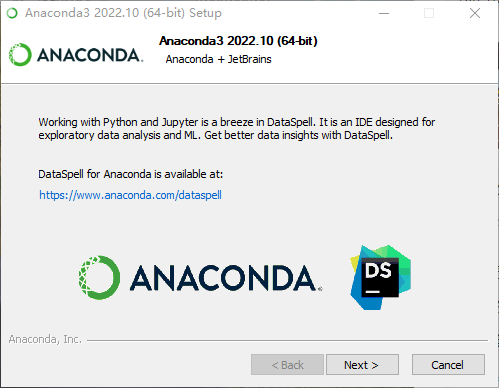 Anaconda3 2022.10 (64-bit) Setup
ANACONDA.
Anaconda3 2022.10 (64-bit)
Anaconda + JetBrains
Working with Python and Jupyter is a breeze in DataSpell. It is an IDE designed for
exploratory data analysis and ML. Get better data insights with DataSpell.
DataSpell for Anaconda is available at:
https://www.anaconda.com/dataspell
ANACONDA.
DS
Anaconda, Inc.
< Back
Next >
Cancel